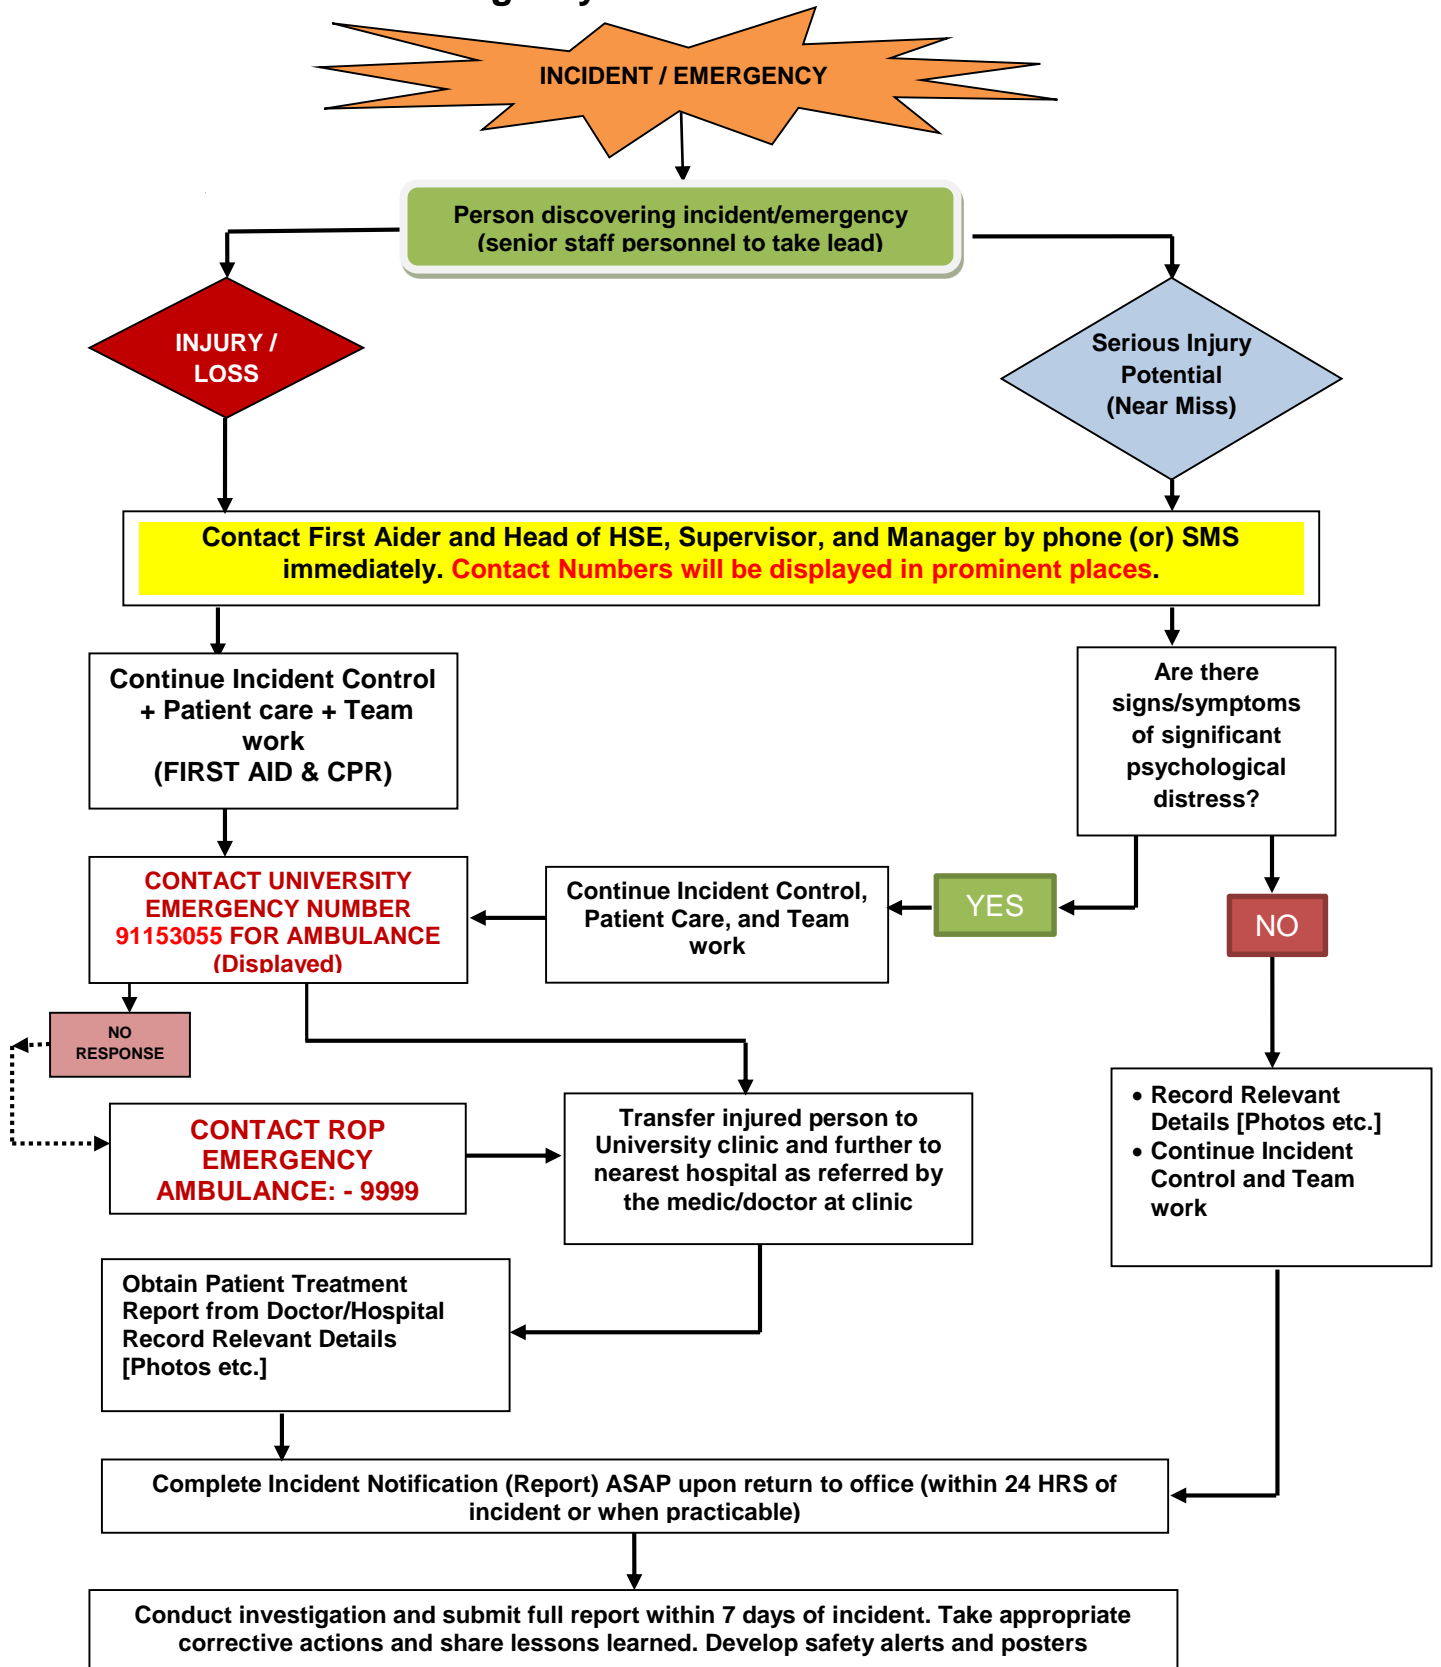 INCIDENT / EMERGENCY
Person discovering incident/emergency
(senior staff personnel to take lead)
INJURY /
LOSS
Serious Injury
Potential
(Near Miss)
Contact First Aider and Head of HSE, Supervisor, and Manager by phone (or) SMS
immediately. Contact Numbers will be displayed in prominent places.
Continue Incident Control
+ Patient care + Team
work
(FIRST AID & CPR)
Are there
signs/symptoms
of significant
psychological
distress?
CONTACT UNIVERSITY
EMERGENCY NUMBER
91153055 FOR AMBULANCE
(Displayed)
Continue Incident Control,
Patient Care, and Team
work
YES
NO
NO
RESPONSE
CONTACT ROP
EMERGENCY
AMBULANCE: - 9999
Transfer injured person to
University clinic and further to
nearest hospital as referred by
the medic/doctor at clinic
• Record Relevant
Details [Photos etc.]
• Continue Incident
Control and Team
work
Obtain Patient Treatment
Report from Doctor/Hospital
Record Relevant Details
[Photos etc.]
Complete Incident Notification (Report) ASAP upon return to office (within 24 HRS of
incident or when practicable)
Conduct investigation and submit full report within 7 days of incident. Take appropriate
corrective actions and share lessons learned. Develop safety alerts and posters